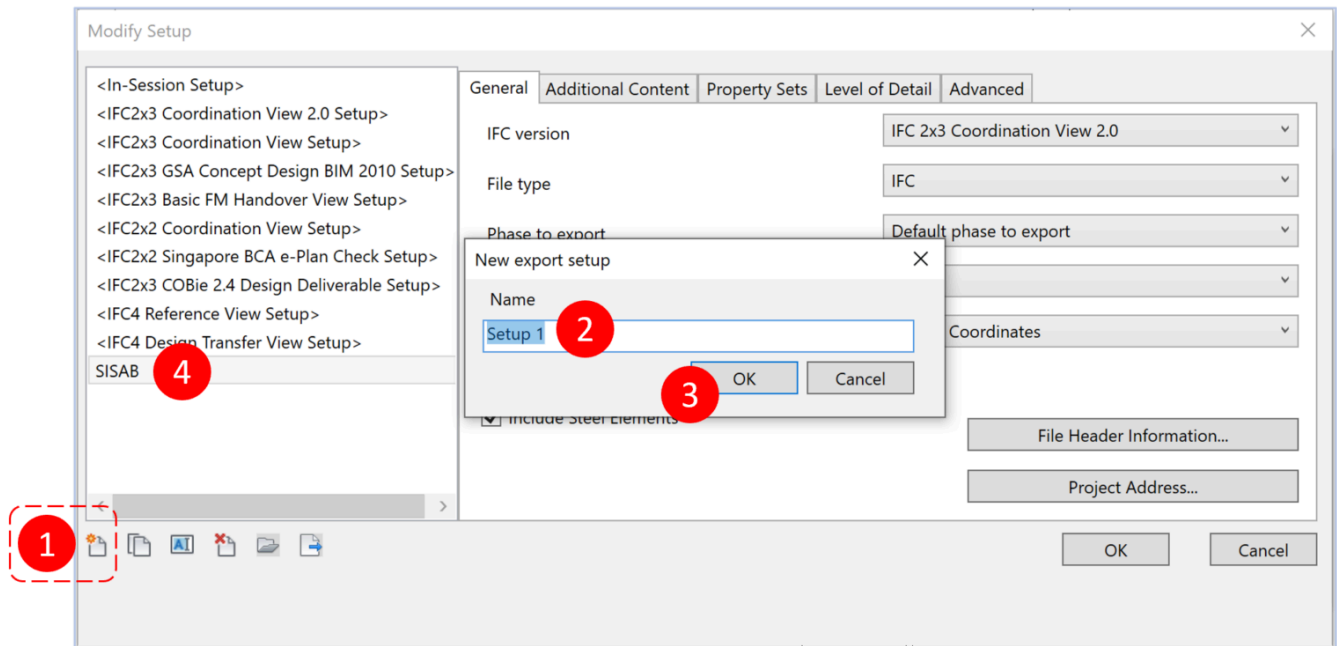 Modify Setup
<In-Session Setup>
<IFC2x3 Coordination View 2.0 Setup>
<IFC2x3 Coordination View Setup>
<IFC2x3 GSA Concept Design BIM 2010 Setup>
<IFC2x3 Basic FM Handover View Setup>
<IFC2x2 Coordination View Setup>
<IFC2x2 Singapore BCA e-Plan Check Setup>
<IFC2x3 COBie 2.4 Design Deliverable Setup>
<IFC4 Reference View Setup>
<IFC4 Design Transfer View Setup>
SISAB 4
General Additional Content Property Sets Level of Detail Advanced
IFC version IFC 2x3 Coordination View 2.0
File type IFC
Phase to export Default phase to export
Coordinates
New export setup
Name
Setup 1 2
3 OK Cancel
Include Steel Elements
File Header Information...
Project Address...
1 AI
OK Cancel